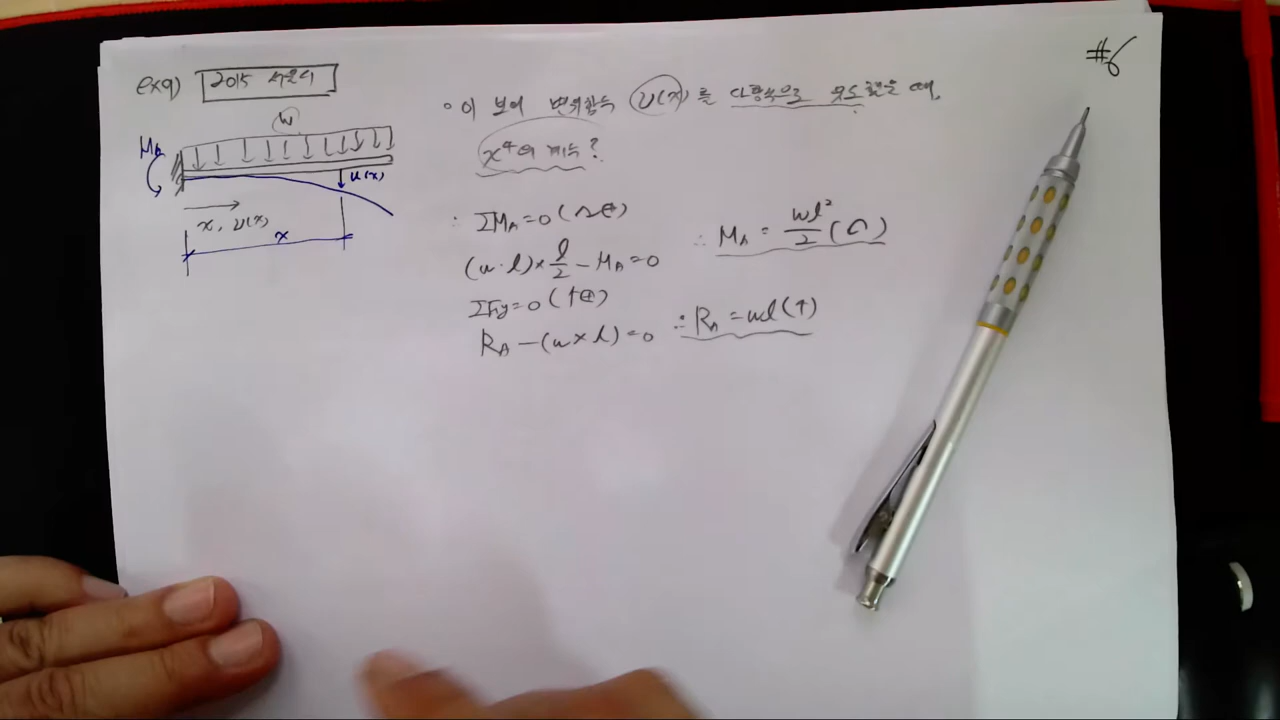 #6
ex9) 2015 서울시
◦ 이 보의 변위함수 υ(x)를 다항식으로 유도했을 때,
x⁴의 계수?
w
M_A
υ(x)
x, υ(x)
x
∴ ΣM_A=0 (↷⊕)
(w·l)×l/2 - M_A=0
∴ M_A = wl²/2 (↶)
ΣFy=0 (↑⊕)
R_A-(w×l)=0
∴ R_A=wl(↑)